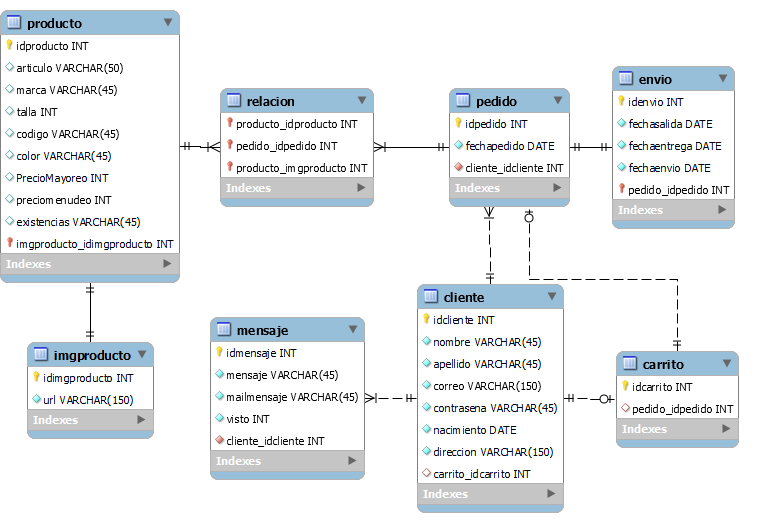 producto
idproducto INT
articulo VARCHAR(50)
marca VARCHAR(45)
talla INT
codigo VARCHAR(45)
color VARCHAR(45)
PrecioMayoreo INT
preciomenudeo INT
existencias VARCHAR(45)
imgproducto_idimgproducto INT
Indexes
relacion
producto_idproducto INT
pedido_idpedido INT
producto_imgproducto INT
Indexes
pedido
idpedido INT
fechapedido DATE
cliente_idcliente INT
Indexes
envio
idenvio INT
fechasalida DATE
fechaentrega DATE
fechaenvio DATE
pedido_idpedido INT
Indexes
imgproducto
idimgproducto INT
url VARCHAR(150)
Indexes
mensaje
idmensaje INT
mensaje VARCHAR(45)
mailmensaje VARCHAR(45)
visto INT
cliente_idcliente INT
Indexes
cliente
idcliente INT
nombre VARCHAR(45)
apellido VARCHAR(45)
correo VARCHAR(150)
contrasena VARCHAR(45)
nacimiento DATE
direccion VARCHAR(150)
carrito_idcarrito INT
Indexes
carrito
idcarrito INT
pedido_idpedido INT
Indexes